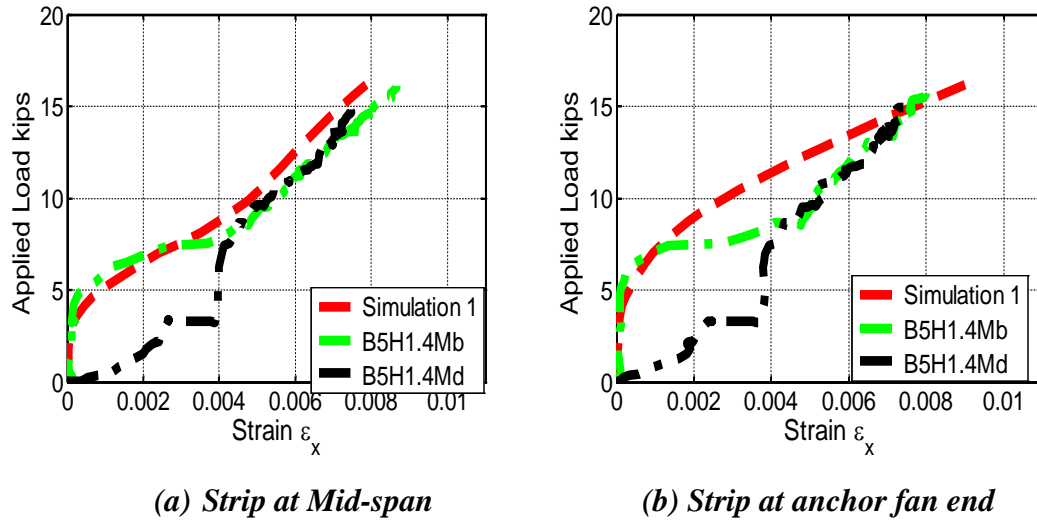 20
15
10
5
0
Applied Load kips
0 0.002 0.004 0.006 0.008 0.01
Strain εx
Simulation 1
B5H1.4Mb
B5H1.4Md
(a) Strip at Mid-span
20
15
10
5
0
Applied Load kips
0 0.002 0.004 0.006 0.008 0.01
Strain εx
Simulation 1
B5H1.4Mb
B5H1.4Md
(b) Strip at anchor fan end